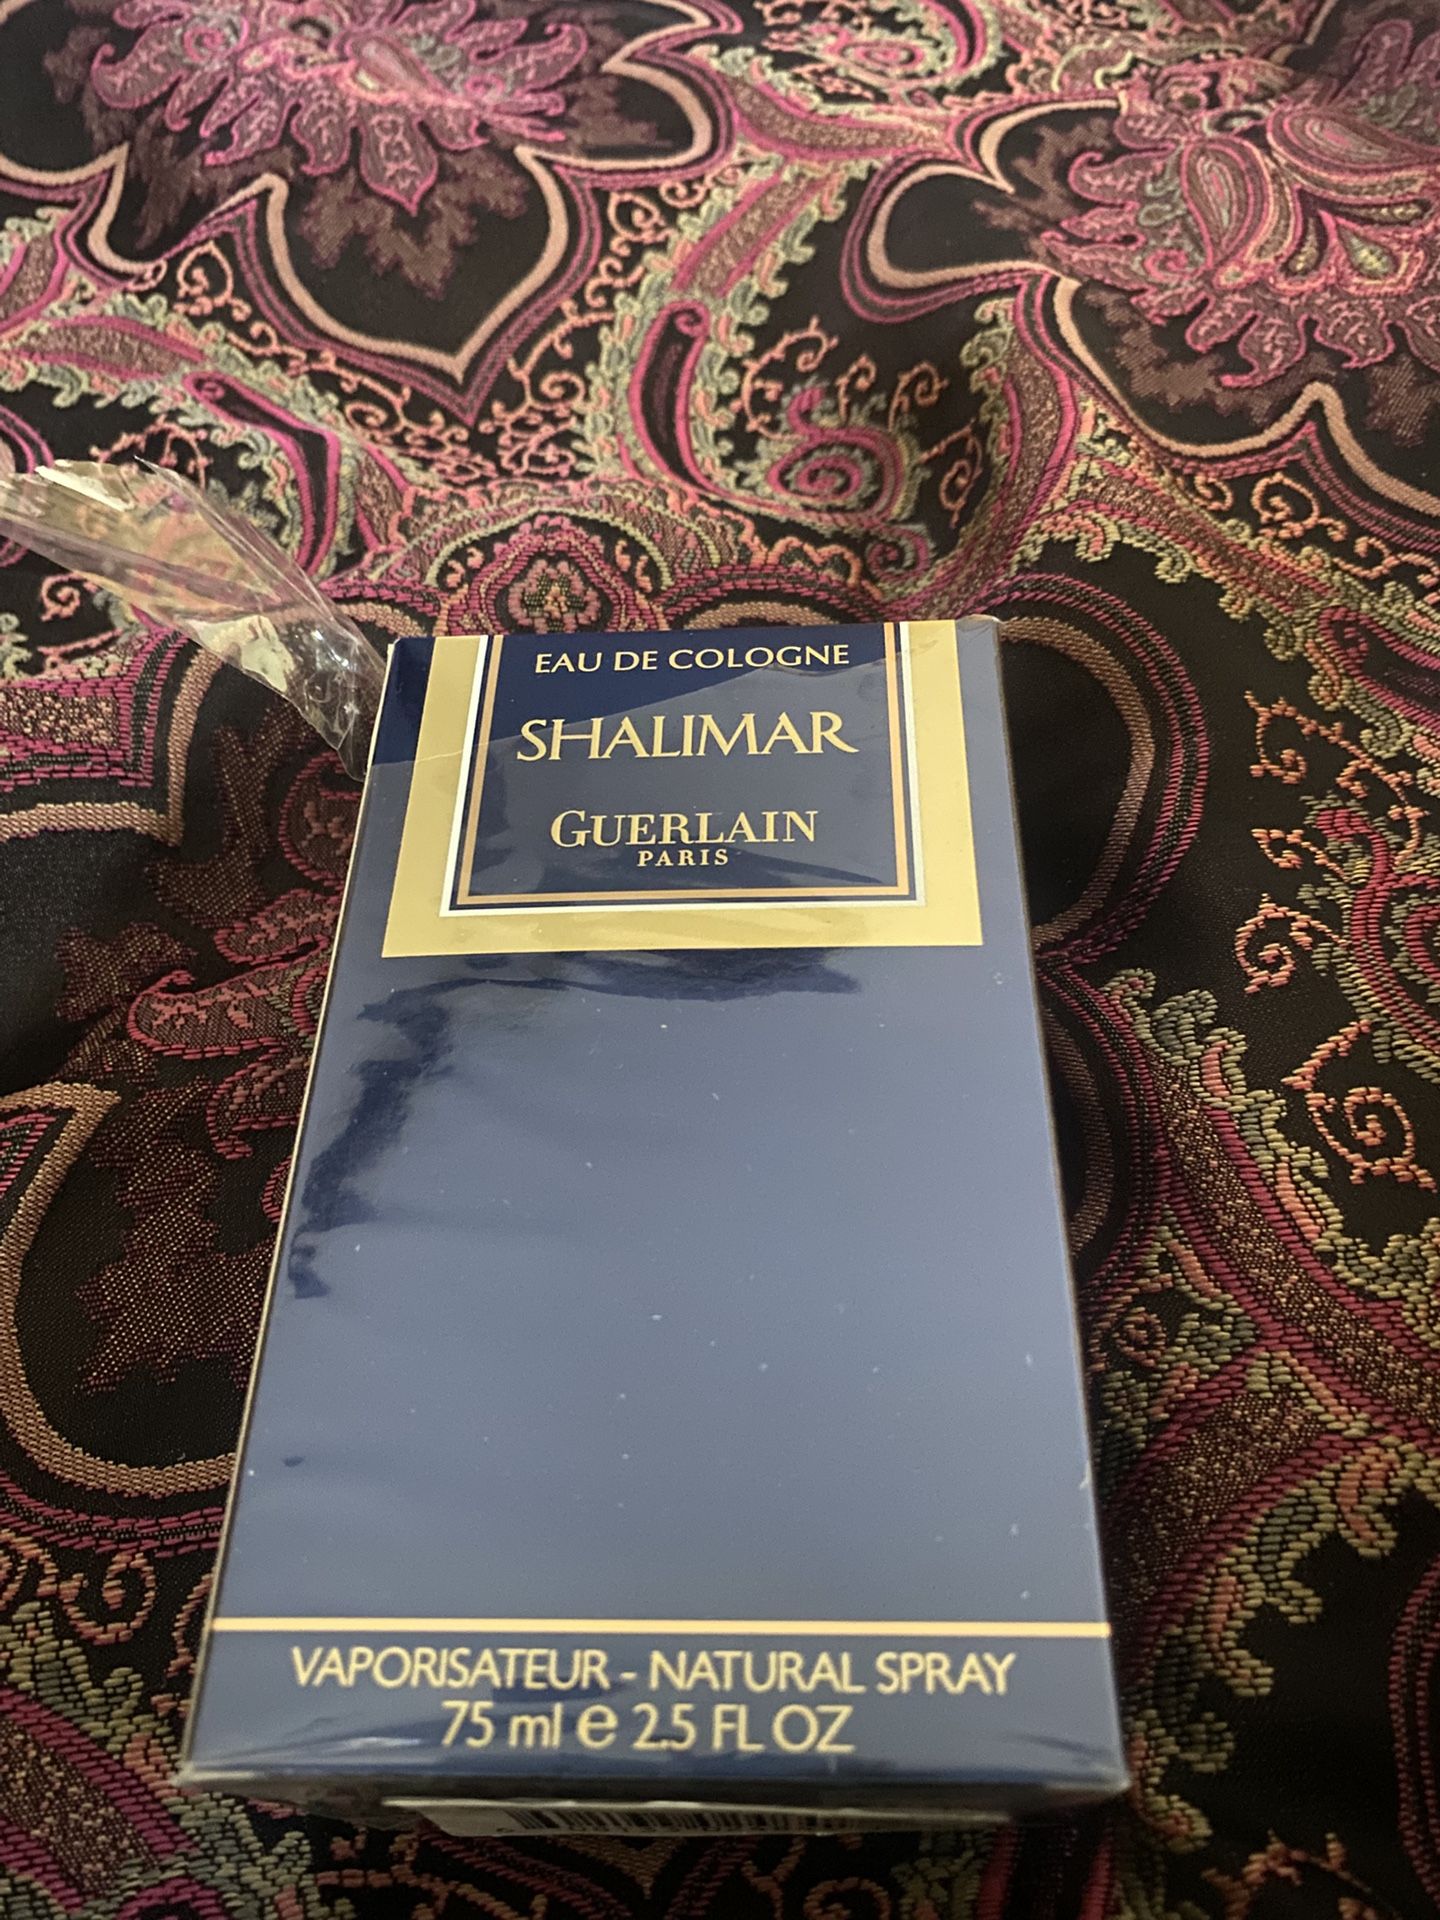 EAU DE COLOGNE
SHALIMAR
GUERLAIN
PARIS
VAPORISATEUR - NATURAL SPRAY
75 ml e 2.5 FL OZ